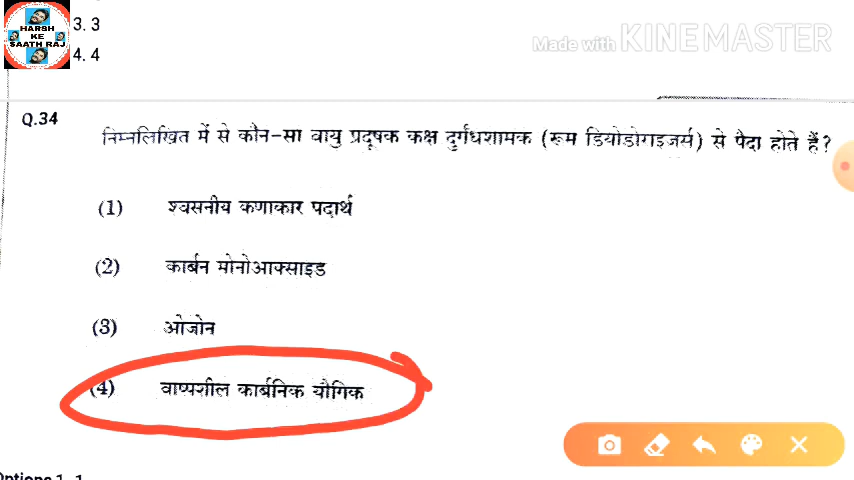 HARSH
KE KE
SAATH RAJ
3. 3
4. 4
Made with KINEMASTER
Q.34
निम्नलिखित में से कौन-सा वायु प्रदूषक कक्ष दुर्गंधशामक (रूम डियोडोराइजर्स) से पैदा होते हैं?
(1) श्वसनीय कणाकार पदार्थ
(2) कार्बन मोनोआक्साइड
(3) ओजोन
(4) वाष्पशील कार्बनिक यौगिक
Options 1. 1